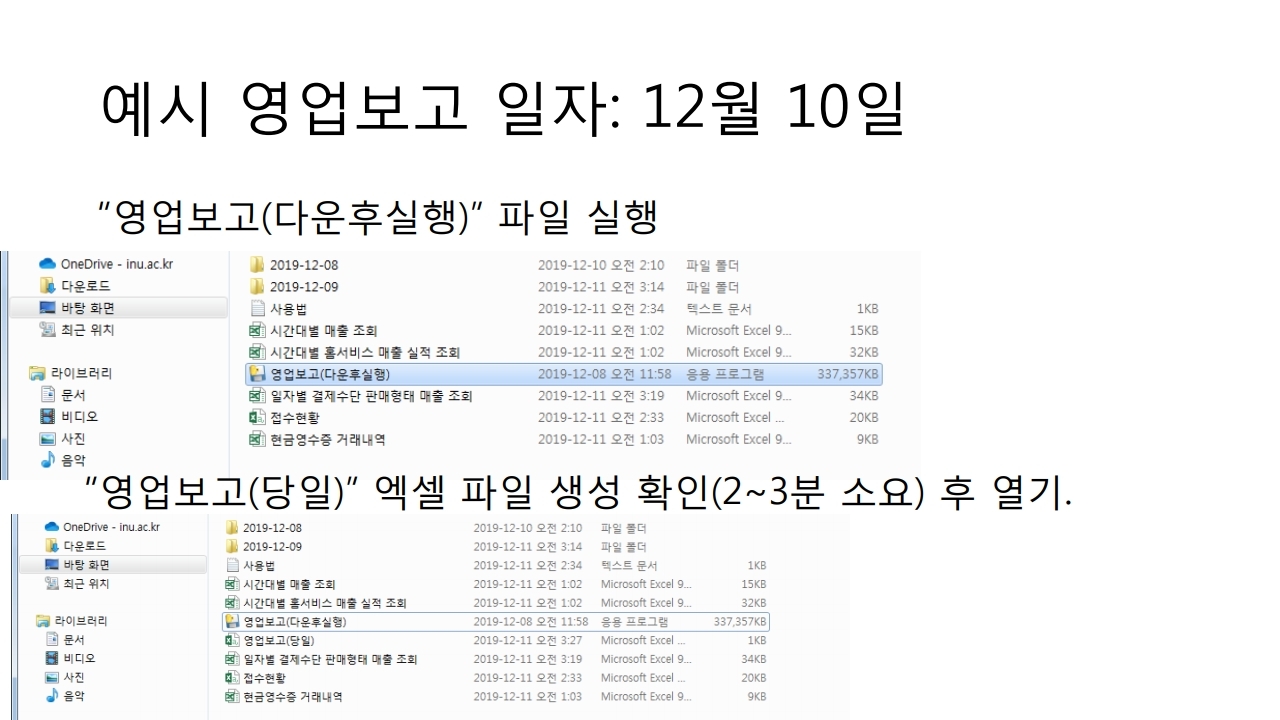 예시 영업보고 일자: 12월 10일
“영업보고(다운후실행)” 파일 실행
OneDrive - inu.ac.kr
다운로드
바탕 화면
최근 위치
라이브러리
문서
비디오
사진
음악
2019-12-08 2019-12-10 오전 2:10 파일 폴더
2019-12-09 2019-12-11 오전 3:14 파일 폴더
사용법 2019-12-11 오전 2:34 텍스트 문서 1KB
시간대별 매출 조회 2019-12-11 오전 1:02 Microsoft Excel 9... 15KB
시간대별 홈서비스 매출 실적 조회 2019-12-11 오전 1:02 Microsoft Excel 9... 32KB
영업보고(다운후실행) 2019-12-08 오전 11:58 응용 프로그램 337,357KB
일자별 결제수단 판매형태 매출 조회 2019-12-11 오전 3:19 Microsoft Excel 9... 34KB
접수현황 2019-12-11 오전 2:33 Microsoft Excel ... 20KB
현금영수증 거래내역 2019-12-11 오전 1:03 Microsoft Excel 9... 9KB
“영업보고(당일)” 엑셀 파일 생성 확인(2~3분 소요) 후 열기.
OneDrive - inu.ac.kr
다운로드
바탕 화면
최근 위치
라이브러리
문서
비디오
사진
음악
2019-12-08 2019-12-10 오전 2:10 파일 폴더
2019-12-09 2019-12-11 오전 3:14 파일 폴더
사용법 2019-12-11 오전 2:34 텍스트 문서 1KB
시간대별 매출 조회 2019-12-11 오전 1:02 Microsoft Excel 9... 15KB
시간대별 홈서비스 매출 실적 조회 2019-12-11 오전 1:02 Microsoft Excel 9... 32KB
영업보고(다운후실행) 2019-12-08 오전 11:58 응용 프로그램 337,357KB
영업보고(당일) 2019-12-11 오전 3:27 Microsoft Excel ... 1KB
일자별 결제수단 판매형태 매출 조회 2019-12-11 오전 3:19 Microsoft Excel 9... 34KB
접수현황 2019-12-11 오전 2:33 Microsoft Excel ... 20KB
현금영수증 거래내역 2019-12-11 오전 1:03 Microsoft Excel 9... 9KB